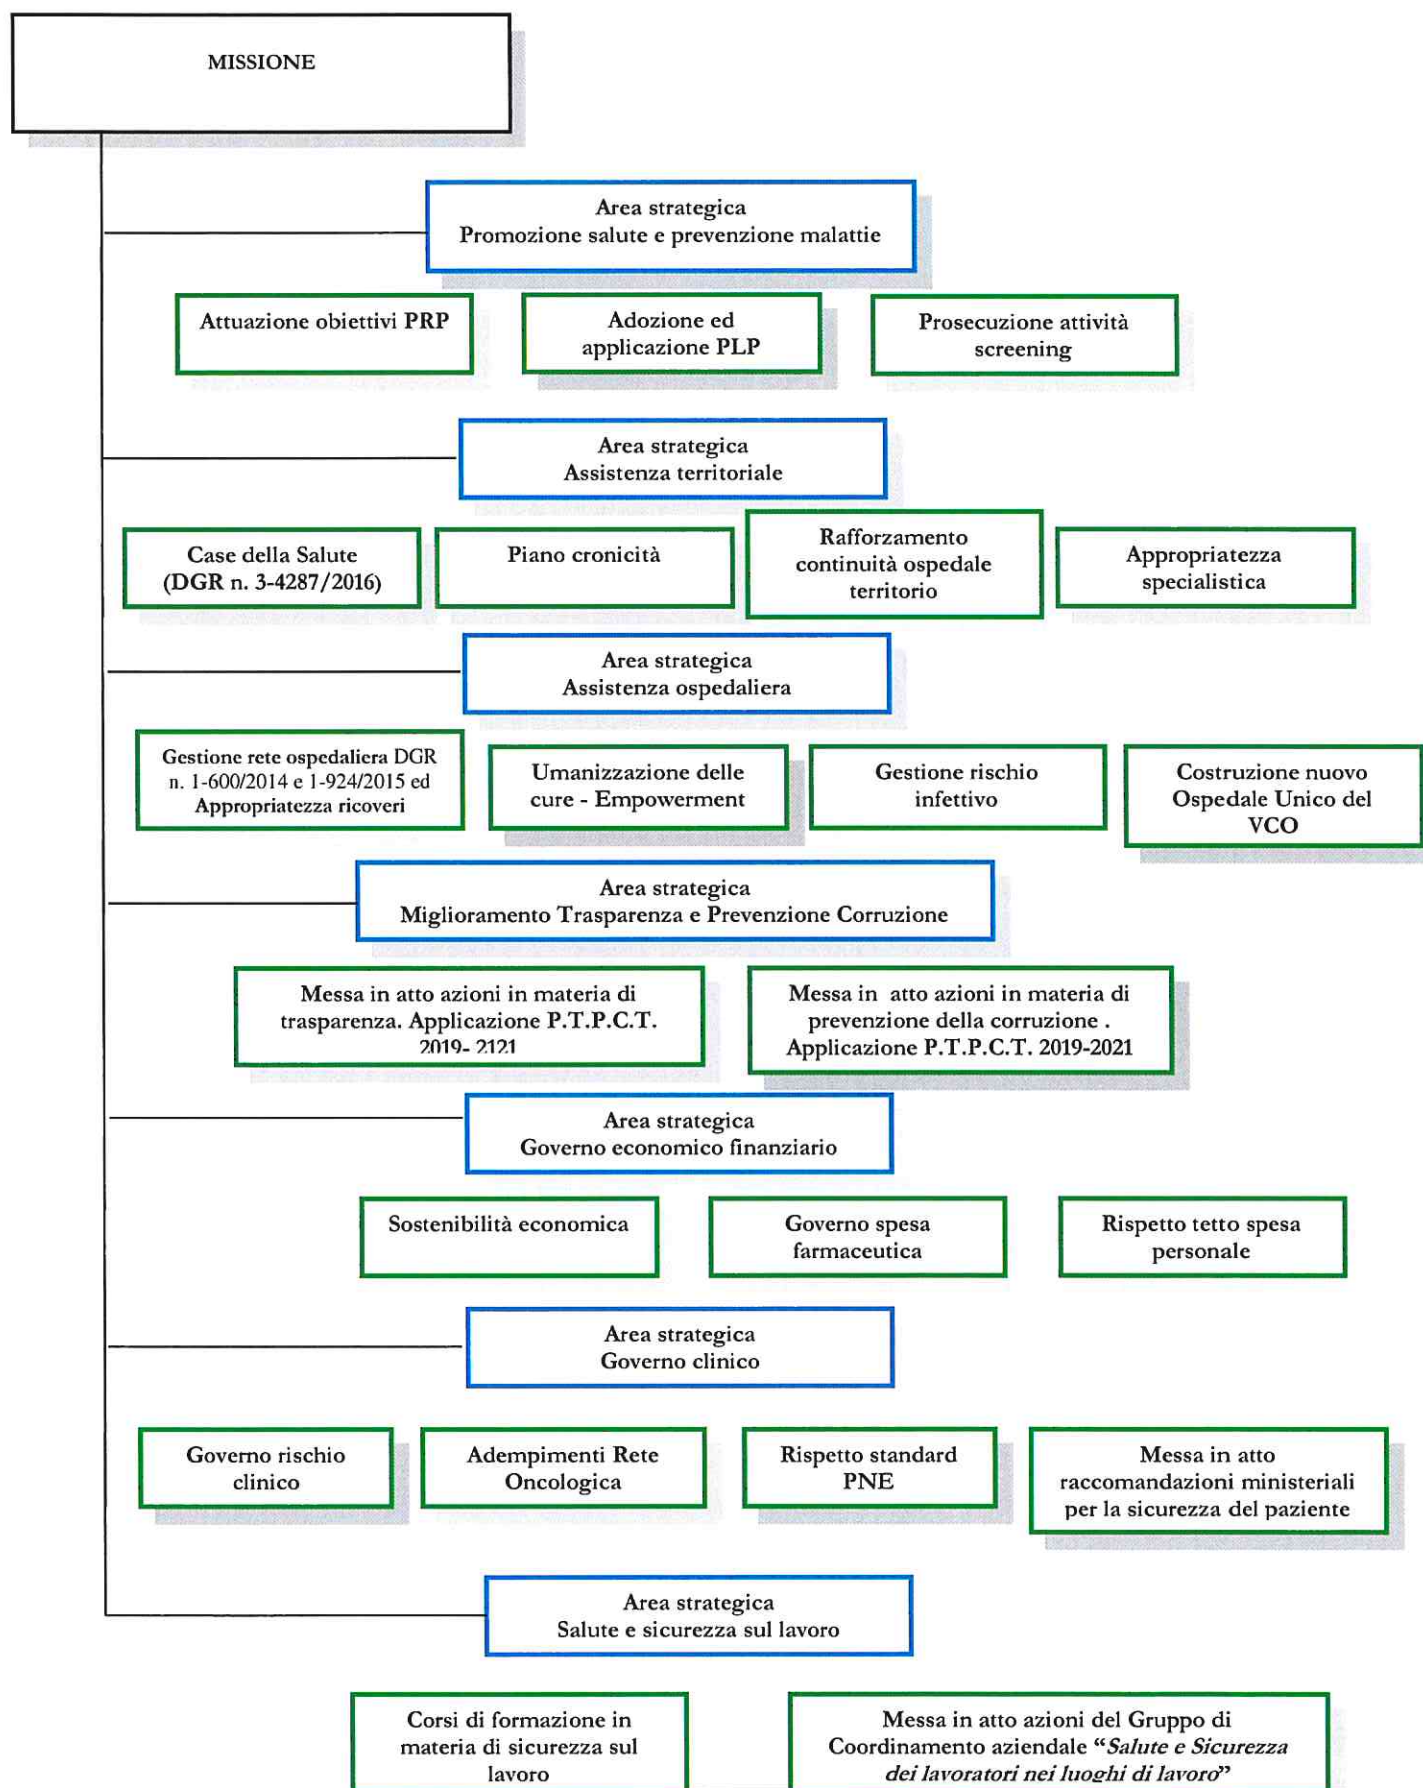 MISSIONE
Area strategica
Promozione salute e prevenzione malattie
Attuazione obiettivi PRP
Adozione ed
applicazione PLP
Prosecuzione attività
screening
Area strategica
Assistenza territoriale
Case della Salute
(DGR n. 3-4287/2016)
Piano cronicità
Rafforzamento
continuità ospedale
territorio
Appropriatezza
specialistica
Area strategica
Assistenza ospedaliera
Gestione rete ospedaliera DGR
n. 1-600/2014 e 1-924/2015 ed
Appropriatezza ricoveri
Umanizzazione delle
cure - Empowerment
Gestione rischio
infettivo
Costruzione nuovo
Ospedale Unico del
VCO
Area strategica
Miglioramento Trasparenza e Prevenzione Corruzione
Messa in atto azioni in materia di
trasparenza. Applicazione P.T.P.C.T.
2019- 2121
Messa in atto azioni in materia di
prevenzione della corruzione .
Applicazione P.T.P.C.T. 2019-2021
Area strategica
Governo economico finanziario
Sostenibilità economica
Governo spesa
farmaceutica
Rispetto tetto spesa
personale
Area strategica
Governo clinico
Governo rischio
clinico
Adempimenti Rete
Oncologica
Rispetto standard
PNE
Messa in atto
raccomandazioni ministeriali
per la sicurezza del paziente
Area strategica
Salute e sicurezza sul lavoro
Corsi di formazione in
materia di sicurezza sul
lavoro
Messa in atto azioni del Gruppo di
Coordinamento aziendale “Salute e Sicurezza
dei lavoratori nei luoghi di lavoro”